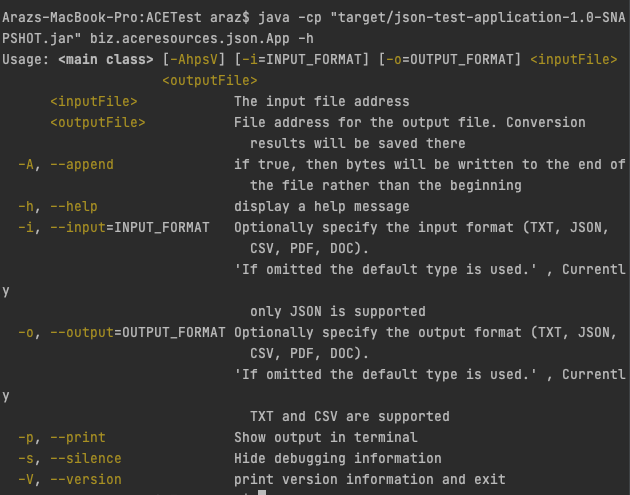 Arazs-MacBook-Pro:ACETest araz$ java -cp "target/json-test-application-1.0-SNA
PSHOT.jar" biz.aceresources.json.App -h
Usage: <main class> [-AhpsV] [-i=INPUT_FORMAT] [-o=OUTPUT_FORMAT] <inputFile>
<outputFile>
<inputFile> The input file address
<outputFile> File address for the output file. Conversion
results will be saved there
-A, --append if true, then bytes will be written to the end of
the file rather than the beginning
-h, --help display a help message
-i, --input=INPUT_FORMAT Optionally specify the input format (TXT, JSON,
CSV, PDF, DOC).
'If omitted the default type is used.' , Currentl
y
only JSON is supported
-o, --output=OUTPUT_FORMAT Optionally specify the output format (TXT, JSON,
CSV, PDF, DOC).
'If omitted the default type is used.' , Currentl
y
TXT and CSV are supported
-p, --print Show output in terminal
-s, --silence Hide debugging information
-V, --version print version information and exit